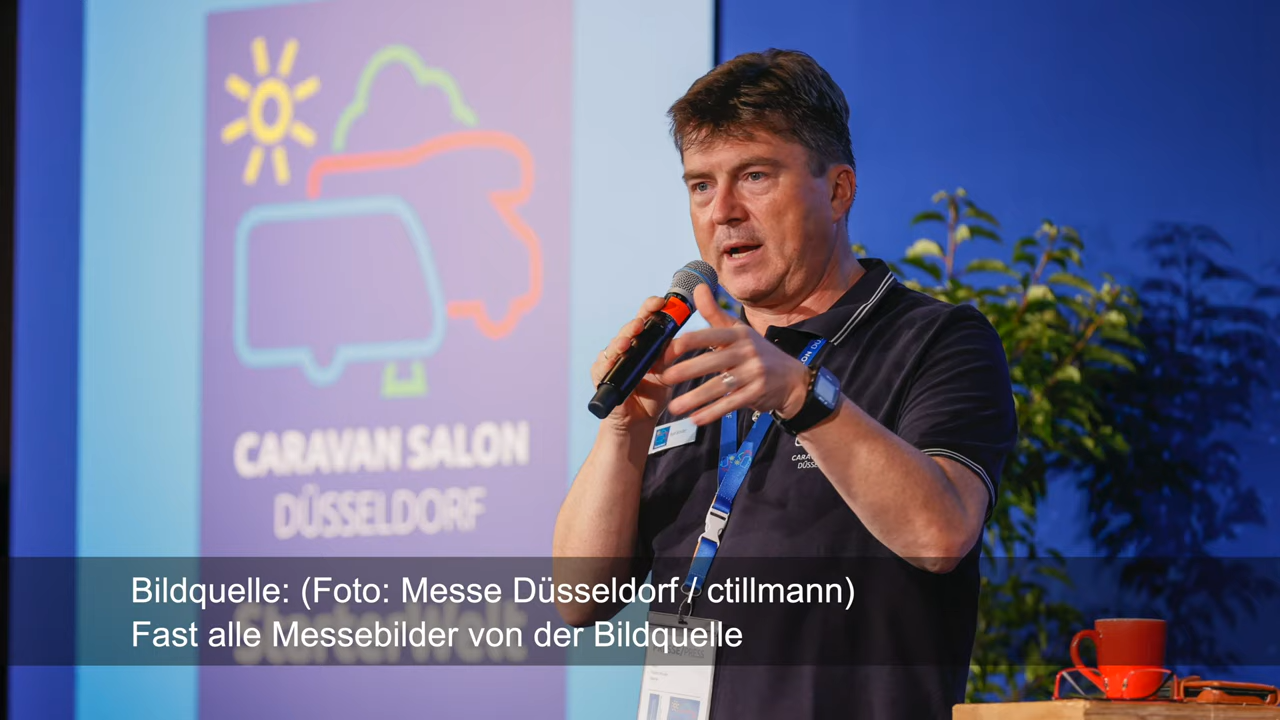 CARAVAN SALON
DÜSSELDORF
Bildquelle: (Foto: Messe Düsseldorf / ctillmann)
Fast alle Messebilder von der Bildquelle